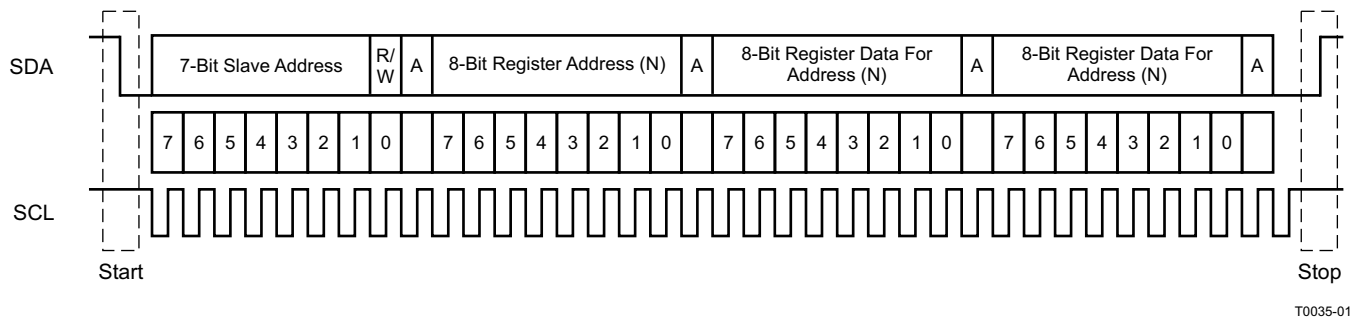 SDA
7-Bit Slave Address
R/
W
A
8-Bit Register Address (N)
A
8-Bit Register Data For
Address (N)
A
8-Bit Register Data For
Address (N)
A
7 6 5 4 3 2 1 0 7 6 5 4 3 2 1 0 7 6 5 4 3 2 1 0 7 6 5 4 3 2 1 0
SCL
Start
Stop
T0035-01